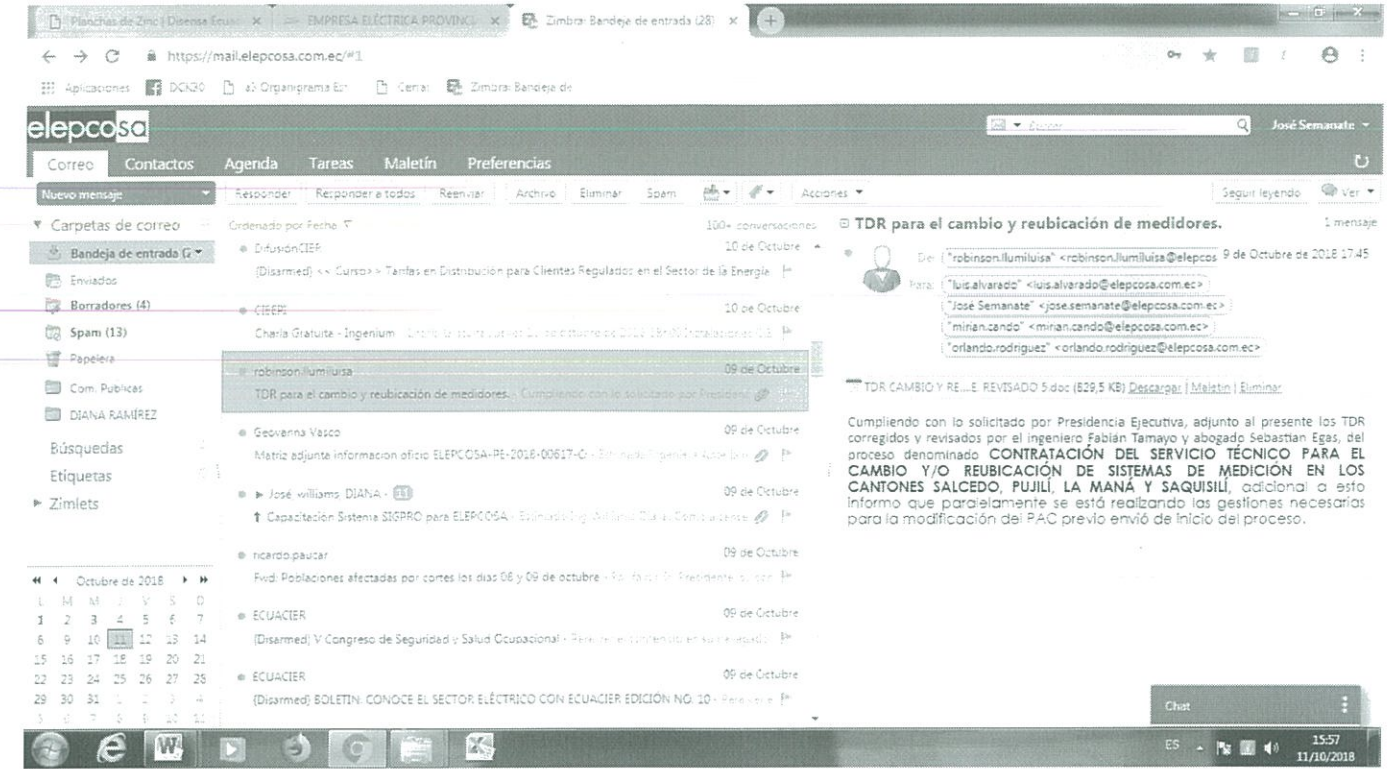 Planchas de Zinc | Disensa Ecua
EMPRESA ELÉCTRICA PROVINC
Zimbra: Bandeja de entrada (28)
https://mail.elepcosa.com.ec/#1
Aplicaciones
Zimbra: Bandeja de
elepcosa
José Semanate
Correo Contactos Agenda Tareas Maletín Preferencias
Nuevo mensaje
Responder Responder a todos Reenviar Archivo Eliminar Spam Acciones
Seguir leyendo Ver
Carpetas de correo
Bandeja de entrada (2
Enviados
Borradores (4)
Spam (13)
Papelera
Com. Publicas
DIANA RAMÍREZ
Búsquedas
Etiquetas
Zimlets
Octubre de 2018
L M M J V S D
1 2 3 4 5 6 7
8 9 10 11 12 13 14
15 16 17 18 19 20 21
22 23 24 25 26 27 28
29 30 31 1 2 3 4
5 6 7 8 9 10 11
Ordenado por Fecha
100+ conversaciones
DifusiónCIER
10 de Octubre
{Disarmed} << Curso>> Tarifas en Distribución para Clientes Regulados en el Sector de la Energía
CIEEPI
10 de Octubre
Charla Gratuita - Ingenium
robinson.llumiluisa
09 de Octubre
TDR para el cambio y reubicación de medidores. - Cumpliendo con lo solicitado por Presidenc
Geovanna Vasco
09 de Octubre
Matriz adjunta informacion oficio ELEPCOSA-PE-2018-00617-O
José, williams, DIANA - 11
09 de Octubre
Capacitación Sistema SIGPRO para ELEPCOSA
ricardo.paucar
09 de Octubre
Fwd: Poblaciones afectadas por cortes los días 08 y 09 de octubre
ECUACIER
09 de Octubre
{Disarmed} V Congreso de Seguridad y Salud Ocupacional
ECUACIER
09 de Octubre
{Disarmed} BOLETIN: CONOCE EL SECTOR ELÉCTRICO CON ECUACIER EDICIÓN NO. 10
TDR para el cambio y reubicación de medidores.
1 mensaje
De: "robinson.llumiluisa" <robinson.llumiluisa@elepcos
9 de Octubre de 2018 17:45
Para: "luis.alvarado" <luis.alvarado@elepcosa.com.ec>
"José Semanate" <jose.semanate@elepcosa.com.ec>
"mirian.cando" <mirian.cando@elepcosa.com.ec>
"orlando.rodriguez" <orlando.rodriguez@elepcosa.com.ec>
TDR CAMBIO Y RE...E REVISADO 5.doc (829,5 KB) Descargar | Maletín | Eliminar
Cumpliendo con lo solicitado por Presidencia Ejecutiva, adjunto al presente los TDR
corregidos y revisados por el ingeniero Fabián Tamayo y abogado Sebastian Egas, del
proceso denominado CONTRATACIÓN DEL SERVICIO TÉCNICO PARA EL
CAMBIO Y/O REUBICACIÓN DE SISTEMAS DE MEDICIÓN EN LOS
CANTONES SALCEDO, PUJILÍ, LA MANÁ Y SAQUISILÍ, adicional a esto
informo que paralelamente se está realizando las gestiones necesarias
para la modificación del PAC previo envió de inicio del proceso.
Chat
ES
15:57
11/10/2018